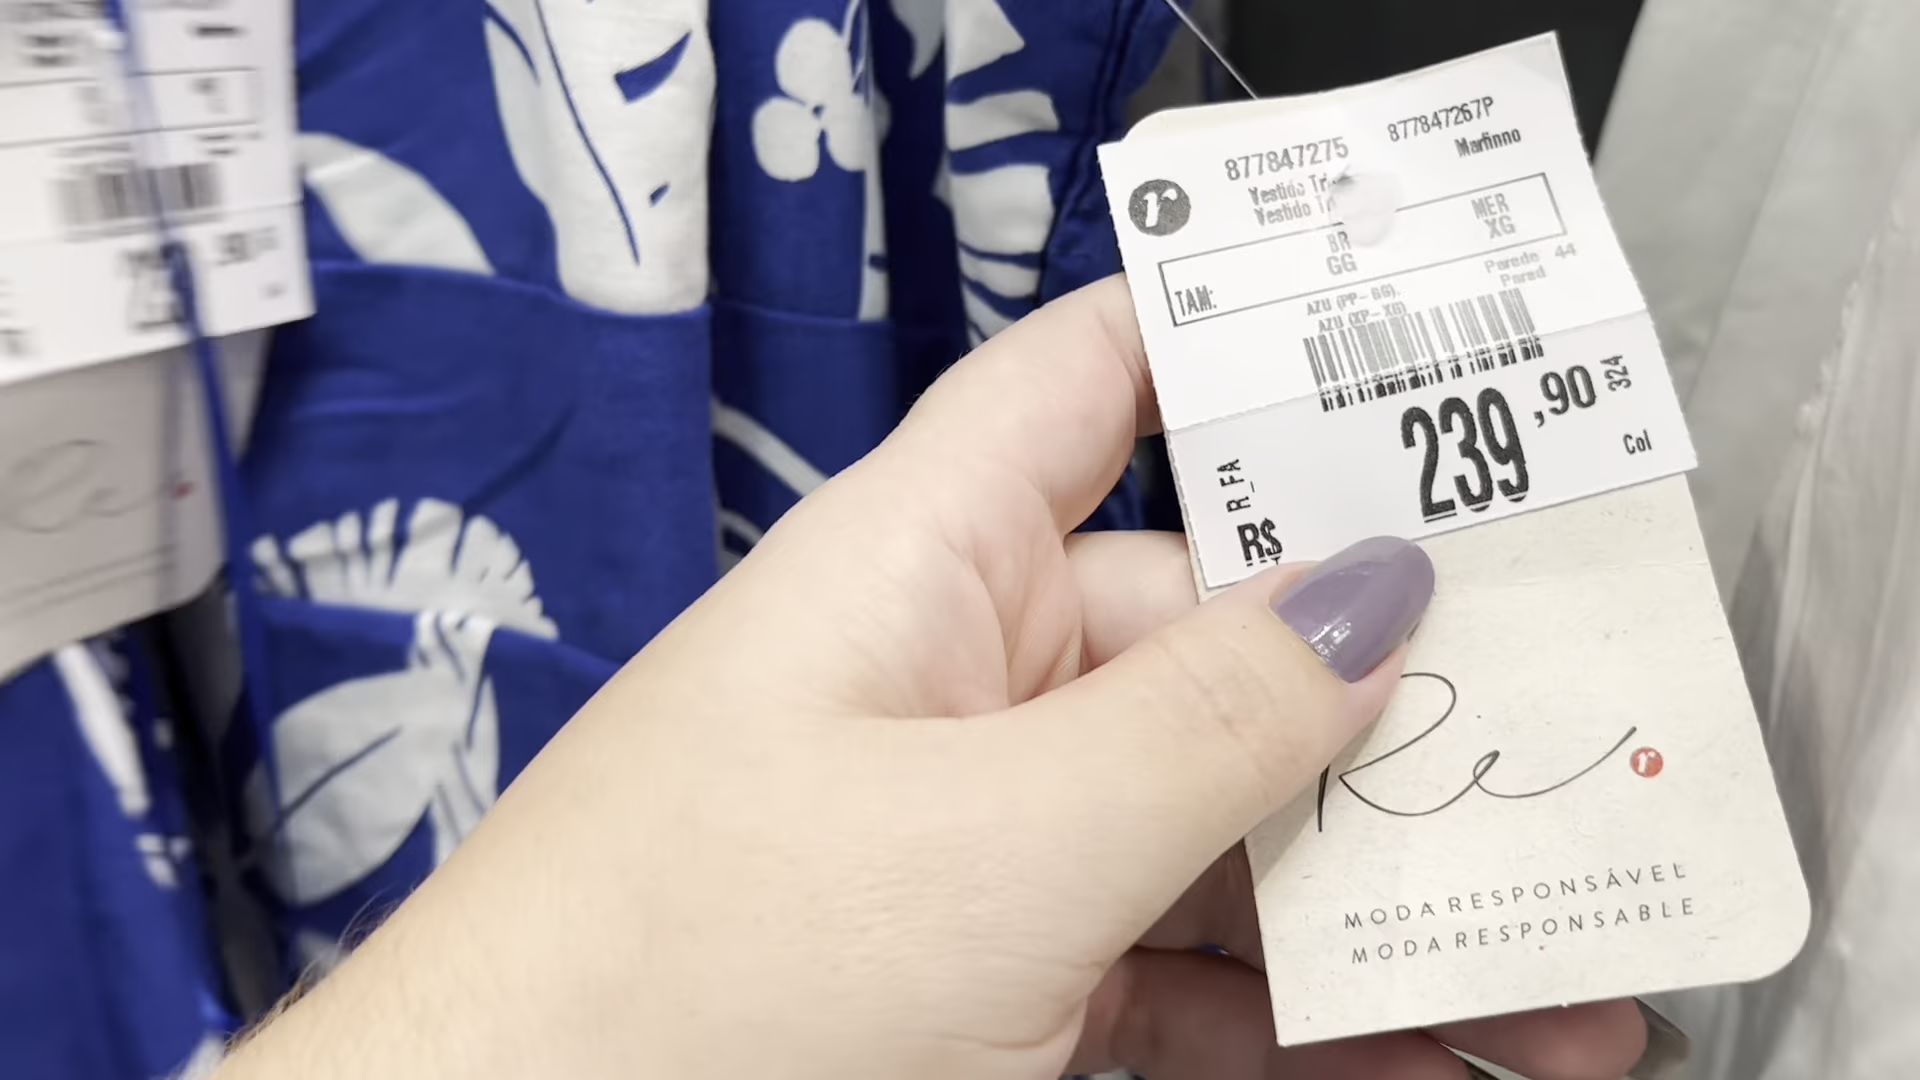 877847275 877847267P
Marfinno
r Vestido Tri
Vestido Tr
BR MER
TAM: GG XG
Parede 44
Pared
AZU (PP-GG).
AZU (XP-XG)
R_FA R$ 239,90 324
Col
Re r
MODA RESPONSÁVEL
MODA RESPONSABLE